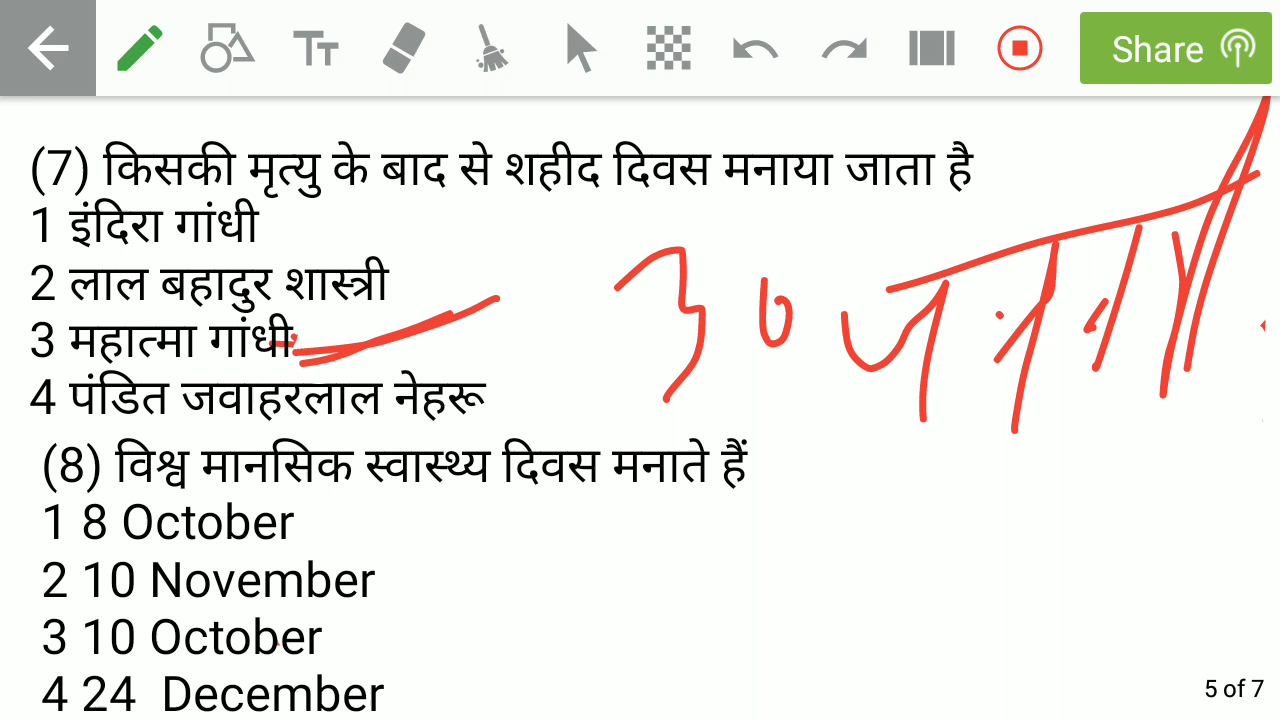 Share
(7) किसकी मृत्यु के बाद से शहीद दिवस मनाया जाता है
1 इंदिरा गांधी
2 लाल बहादुर शास्त्री
3 महात्मा गांधी
4 पंडित जवाहरलाल नेहरू
30
(8) विश्व मानसिक स्वास्थ्य दिवस मनाते हैं
1 8 October
2 10 November
3 10 October
4 24 December
5 of 7